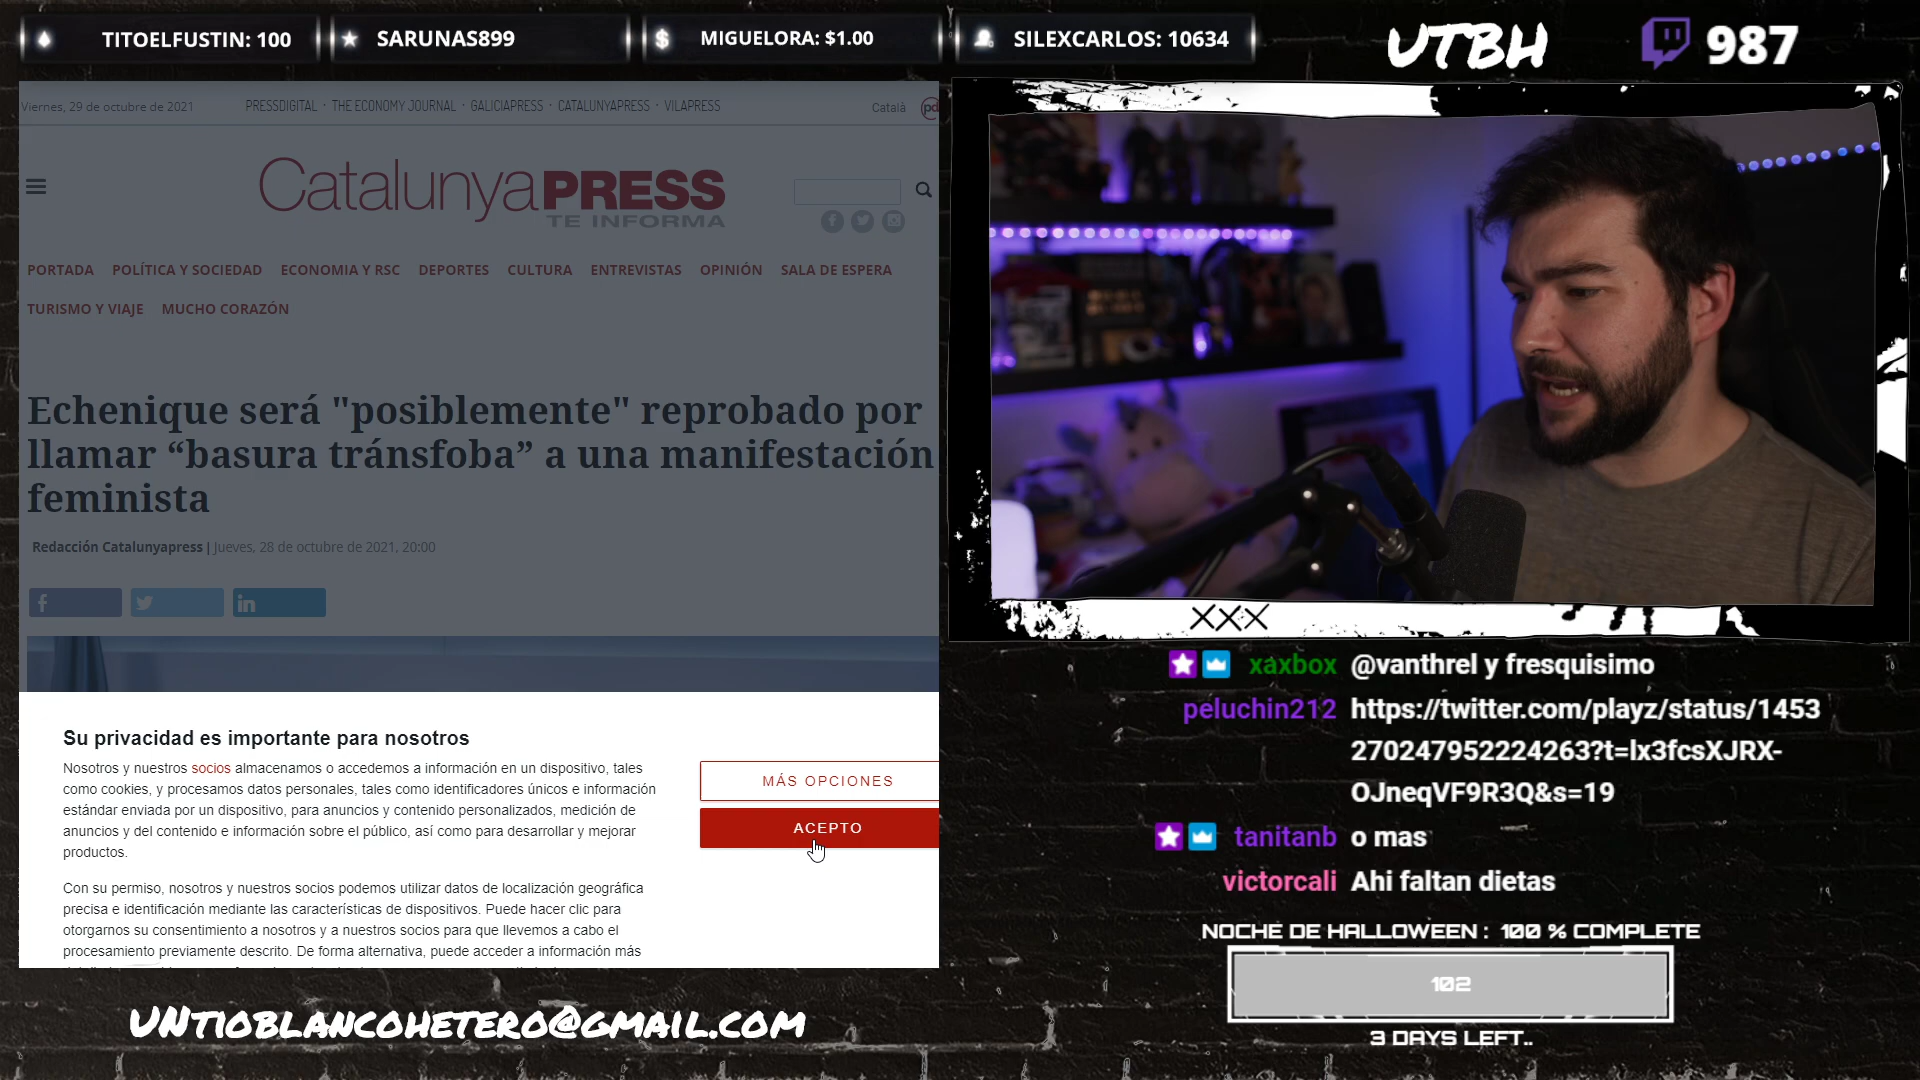 TITOELFUSTIN: 100
SARUNAS899
MIGUELORA: $1.00
SILEXCARLOS: 10634
UTBH
987
Viernes, 29 de octubre de 2021
PRESSDIGITAL · THE ECONOMY JOURNAL · GALICIAPRESS · CATALUNYAPRESS · VILAPRESS
Català
pd
CatalunyaPRESS
TE INFORMA
PORTADA POLÍTICA Y SOCIEDAD ECONOMIA Y RSC DEPORTES CULTURA ENTREVISTAS OPINIÓN SALA DE ESPERA
TURISMO Y VIAJE MUCHO CORAZÓN
Echenique será "posiblemente" reprobado por
llamar “basura tránsfoba” a una manifestación
feminista
Redacción Catalunyapress | Jueves, 28 de octubre de 2021, 20:00
Su privacidad es importante para nosotros
Nosotros y nuestros socios almacenamos o accedemos a información en un dispositivo, tales
como cookies, y procesamos datos personales, tales como identificadores únicos e información
estándar enviada por un dispositivo, para anuncios y contenido personalizados, medición de
anuncios y del contenido e información sobre el público, así como para desarrollar y mejorar
productos.
Con su permiso, nosotros y nuestros socios podemos utilizar datos de localización geográfica
precisa e identificación mediante las características de dispositivos. Puede hacer clic para
otorgarnos su consentimiento a nosotros y a nuestros socios para que llevemos a cabo el
procesamiento previamente descrito. De forma alternativa, puede acceder a información más
MÁS OPCIONES
ACEPTO
XXX
xaxbox @vanthrel y fresquisimo
peluchin212 https://twitter.com/playz/status/1453
270247952224263?t=lx3fcsXJRX-
OJneqVF9R3Q&s=19
tanitanb o mas
victorcali Ahi faltan dietas
NOCHE DE HALLOWEEN : 100 % COMPLETE
102
3 DAYS LEFT..
UNTIOBLANCOHETERO@GMAIL.COM